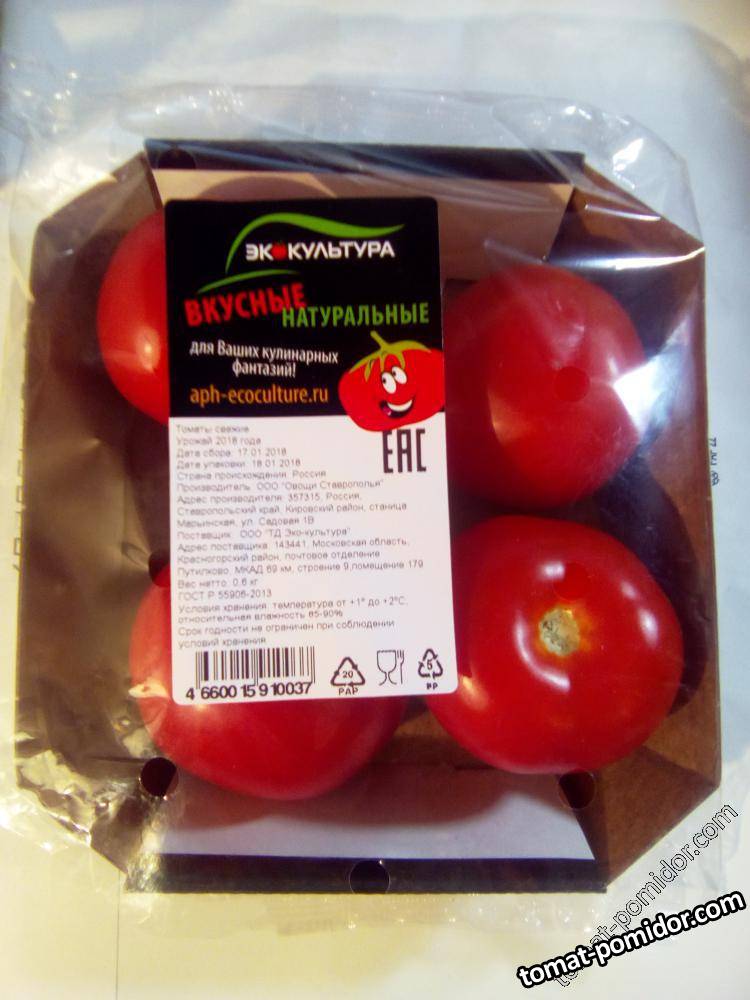 ЭКОКУЛЬТУРА
ВКУСНЫЕ
НАТУРАЛЬНЫЕ
для Ваших кулинарных
фантазий!
aph-ecoculture.ru
EAC
Томаты свежие
Урожай 2018 года
Дата сбора: 17.01.2018
Дата упаковки: 18.01.2018
Страна происхождения: Россия
Производитель: ООО "Овощи Ставрополья"
Адрес производителя: 357315, Россия,
Ставропольский край, Кировский район, станица
Марьинская, ул. Садовая 1В
Поставщик: ООО "ТД Эко-культура"
Адрес поставщика: 143441, Московская область,
Красногорский район, почтовое отделение
Путилково, МКАД 69 км, строение 9,помещение 179
Вес нетто: 0,6 кг
ГОСТ Р 55906-2013
Условия хранения: температура от +1° до +2°С,
относительная влажность 85-90%
Срок годности не ограничен при соблюдении
условий хранения
4 660015 910037
20
PAP
5
PP
tomat-pomidor.com
tomat-pomidor.com